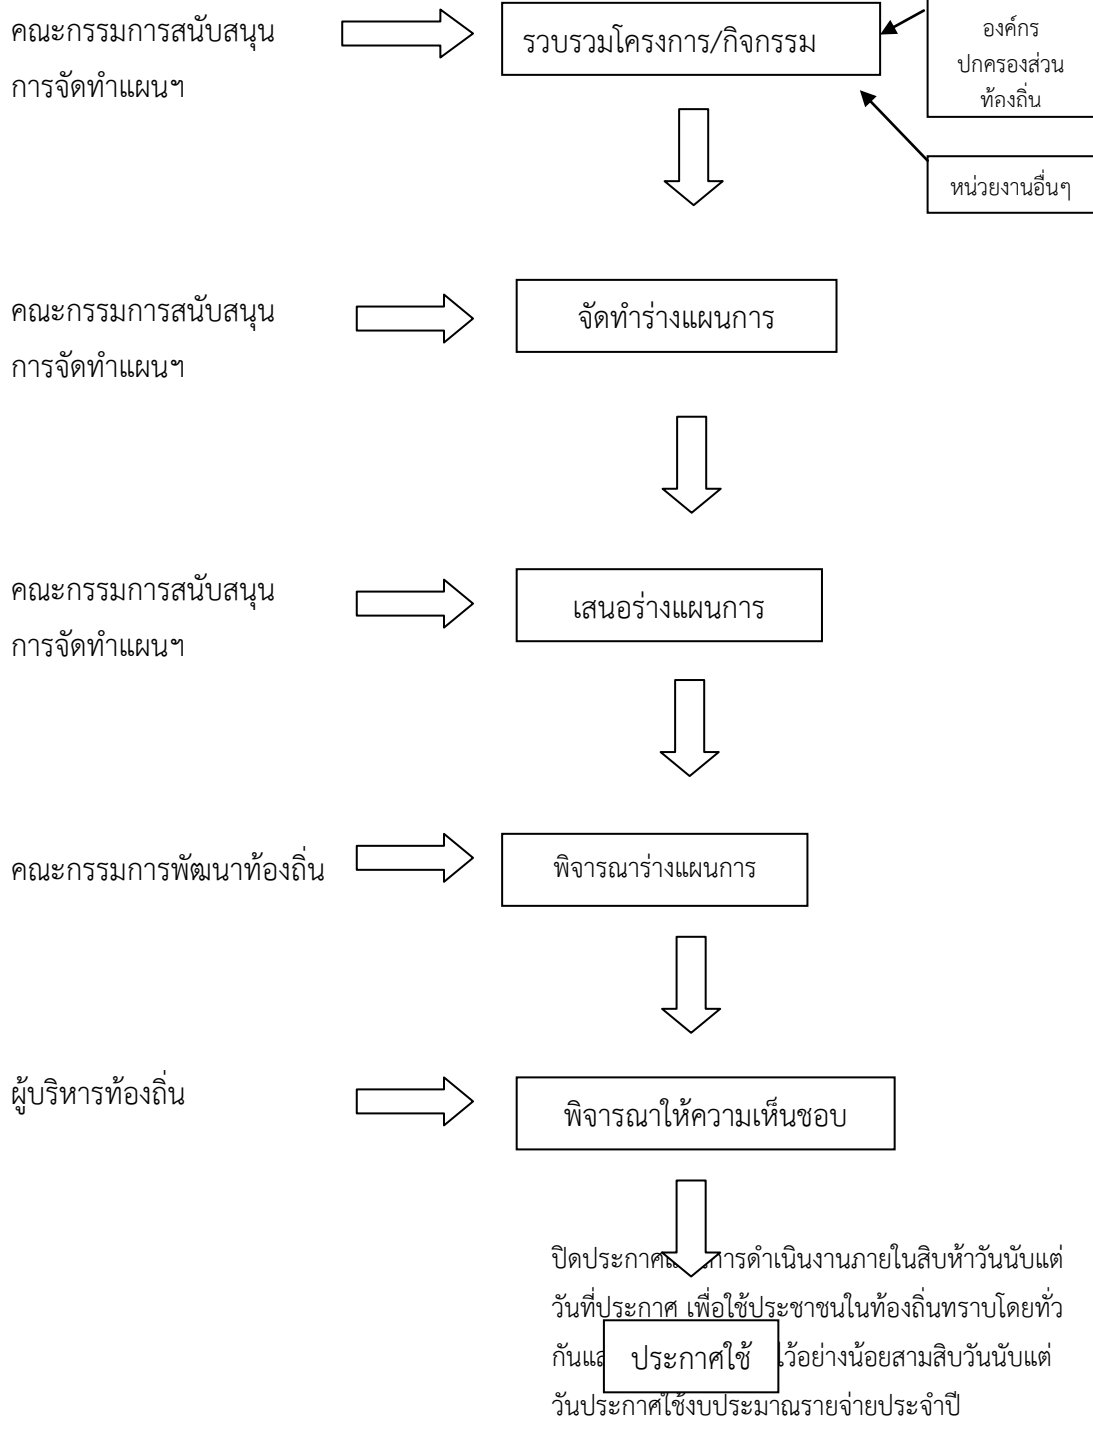 คณะกรรมการสนับสนุน
การจัดทำแผนฯ
รวบรวมโครงการ/กิจกรรม
องค์กร
ปกครองส่วน
ท้องถิ่น
หน่วยงานอื่นๆ
คณะกรรมการสนับสนุน
การจัดทำแผนฯ
จัดทำร่างแผนการ
คณะกรรมการสนับสนุน
การจัดทำแผนฯ
เสนอร่างแผนการ
คณะกรรมการพัฒนาท้องถิ่น
พิจารณาร่างแผนการ
ผู้บริหารท้องถิ่น
พิจารณาให้ความเห็นชอบ
ปิดประกาศ การดำเนินงานภายในสิบห้าวันนับแต่
วันที่ประกาศ เพื่อใช้ประชาชนในท้องถิ่นทราบโดยทั่ว
กัน ไว้อย่างน้อยสามสิบวันนับแต่
ประกาศใช้
วันประกาศใช้งบประมาณรายจ่ายประจำปี